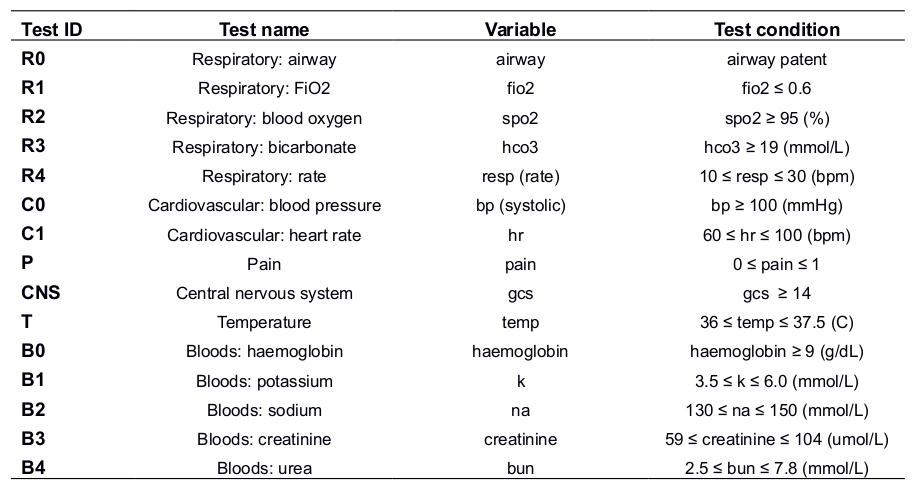 Test ID Test name Variable Test condition
R0 Respiratory: airway airway airway patent
R1 Respiratory: FiO2 fio2 fio2 ≤ 0.6
R2 Respiratory: blood oxygen spo2 spo2 ≥ 95 (%)
R3 Respiratory: bicarbonate hco3 hco3 ≥ 19 (mmol/L)
R4 Respiratory: rate resp (rate) 10 ≤ resp ≤ 30 (bpm)
C0 Cardiovascular: blood pressure bp (systolic) bp ≥ 100 (mmHg)
C1 Cardiovascular: heart rate hr 60 ≤ hr ≤ 100 (bpm)
P Pain pain 0 ≤ pain ≤ 1
CNS Central nervous system gcs gcs ≥ 14
T Temperature temp 36 ≤ temp ≤ 37.5 (C)
B0 Bloods: haemoglobin haemoglobin haemoglobin ≥ 9 (g/dL)
B1 Bloods: potassium k 3.5 ≤ k ≤ 6.0 (mmol/L)
B2 Bloods: sodium na 130 ≤ na ≤ 150 (mmol/L)
B3 Bloods: creatinine creatinine 59 ≤ creatinine ≤ 104 (umol/L)
B4 Bloods: urea bun 2.5 ≤ bun ≤ 7.8 (mmol/L)